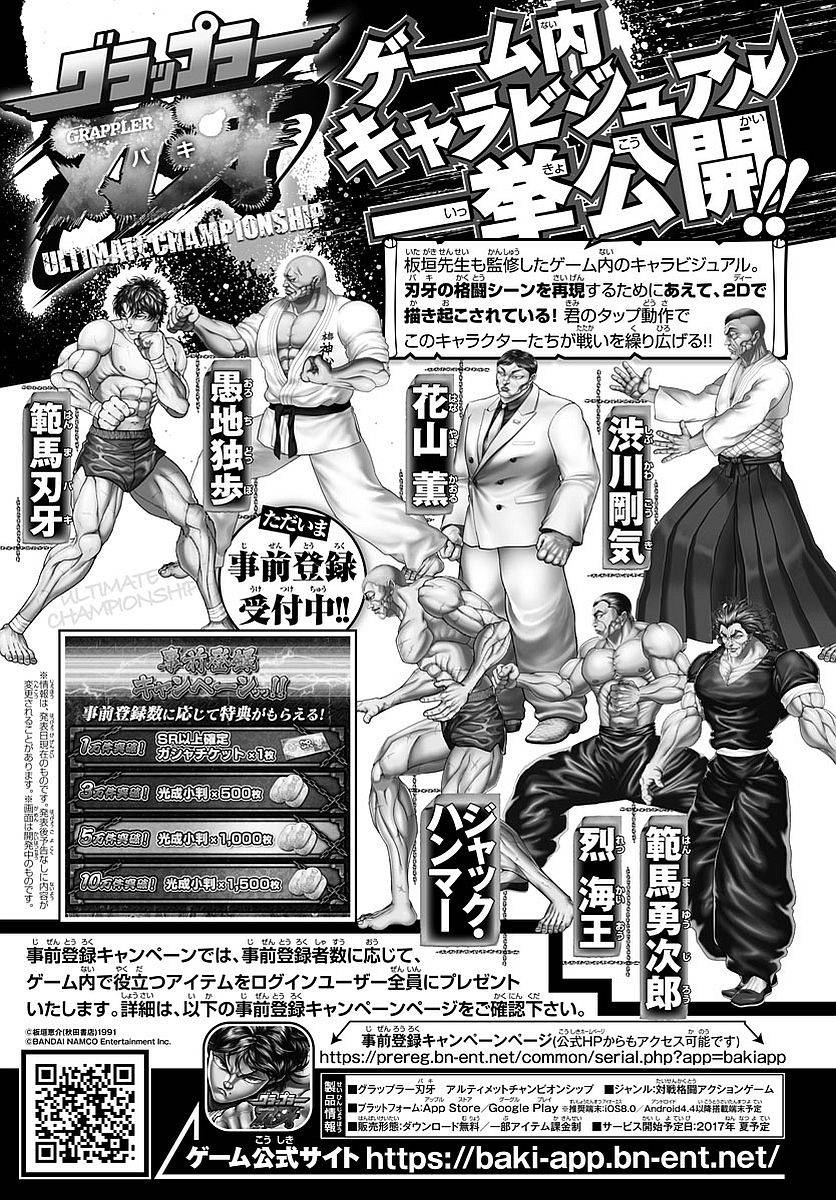 グラップラー
GRAPPLER
刃牙
バキ
ULTIMATE CHAMPIONSHIP
ゲーム内
キャラビジュアル
一挙公開!!
板垣先生も監修したゲーム内のキャラビジュアル。
刃牙の格闘シーンを再現するためにあえて、2Dで
描き起こされている! 君のタップ動作で
このキャラクターたちが戦いを繰り広げる!!
範馬刃牙
愚地独歩
花山 薫
渋川剛気
ただいま
事前登録
受付中!!
ULTIMATE
CHAMPIONSHIP
ジャック・
ハンマー
烈 海王
範馬勇次郎
事前登録
キャンペーン!!
事前登録数に応じて特典がもらえる!
1万件突破! SR以上確定
ガシャチケット×1枚
3万件突破! 光成小判×500枚
5万件突破! 光成小判×1,000枚
10万件突破! 光成小判×1,500枚
※情報は、発表日現在のものです。発表後予告なしに内容が
変更されることがあります。※画面は開発中のものです。
事前登録キャンペーンでは、事前登録者数に応じて、
ゲーム内で役立つアイテムをログインユーザー全員にプレゼント
いたします。詳細は、以下の事前登録キャンペーンページをご確認下さい。
©板垣恵介(秋田書店)1991
©BANDAI NAMCO Entertainment Inc.
事前登録キャンペーンページ(公式HPからもアクセス可能です)
https://prereg.bn-ent.net/common/serial.php?app=bakiapp
グラップラー
刃牙
製品情報
■グラップラー刃牙 アルティメットチャンピオンシップ ■ジャンル:対戦格闘アクションゲーム
■プラットフォーム:App Store/Google Play ※推奨端末:iOS8.0/Android4.4以降搭載端末予定
■販売形態:ダウンロード無料/一部アイテム課金制 ■サービス開始予定日:2017年 夏予定
ゲーム公式サイト https://baki-app.bn-ent.net/